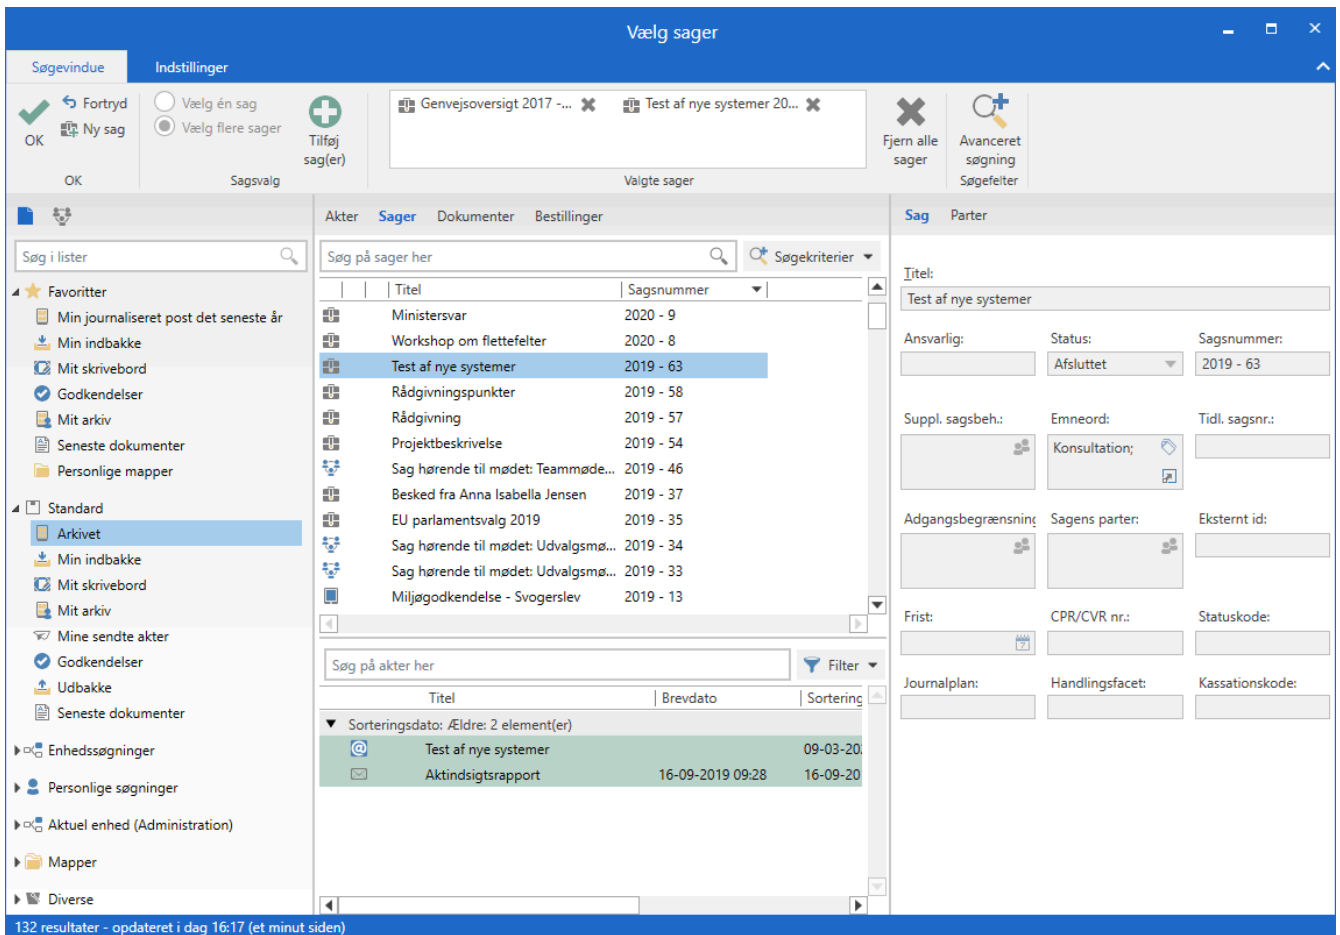 Vælg sager
Søgevindue Indstillinger
OK
Fortryd
Ny sag
OK
Vælg én sag
Vælg flere sager
Tilføj
sag(er)
Sagsvalg
Genvejsoversigt 2017 -... Test af nye systemer 20...
Valgte sager
Fjern alle
sager
Avanceret
søgning
Søgefelter
Søg i lister
Favoritter
Min journaliseret post det seneste år
Min indbakke
Mit skrivebord
Godkendelser
Mit arkiv
Seneste dokumenter
Personlige mapper
Standard
Arkivet
Min indbakke
Mit skrivebord
Mit arkiv
Mine sendte akter
Godkendelser
Udbakke
Seneste dokumenter
Enhedssøgninger
Personlige søgninger
Aktuel enhed (Administration)
Mapper
Diverse
Akter Sager Dokumenter Bestillinger
Søg på sager her Søgekriterier
Titel Sagsnummer
Ministersvar 2020 - 9
Workshop om flettefelter 2020 - 8
Test af nye systemer 2019 - 63
Rådgivningspunkter 2019 - 58
Rådgivning 2019 - 57
Projektbeskrivelse 2019 - 54
Sag hørende til mødet: Teammøde... 2019 - 46
Besked fra Anna Isabella Jensen 2019 - 37
EU parlamentsvalg 2019 2019 - 35
Sag hørende til mødet: Udvalgsmø... 2019 - 34
Sag hørende til mødet: Udvalgsmø... 2019 - 33
Miljøgodkendelse - Svogerslev 2019 - 13
Søg på akter her Filter
Titel Brevdato Sortering
Sorteringsdato: Ældre: 2 element(er)
Test af nye systemer 09-03-20
Aktindsigtsrapport 16-09-2019 09:28 16-09-20
Sag Parter
Titel:
Test af nye systemer
Ansvarlig: Status: Sagsnummer:
Afsluttet 2019 - 63
Suppl. sagsbeh.: Emneord: Tidl. sagsnr.:
Konsultation;
Adgangsbegrænsning Sagens parter: Eksternt id:
Frist: CPR/CVR nr.: Statuskode:
Journalplan: Handlingsfacet: Kassationskode:
132 resultater - opdateret i dag 16:17 (et minut siden)